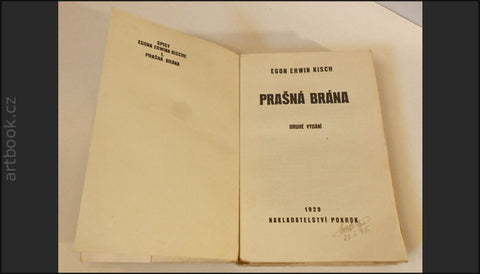 SPISY
EGONA ERWINA KISCHE
I.
PRAŠNÁ BRÁNA
EGON ERWIN KISCH
PRAŠNÁ BRÁNA
DRUHÉ VYDÁNÍ
1929
NAKLADATELSTVÍ POKROK
artbook.cz